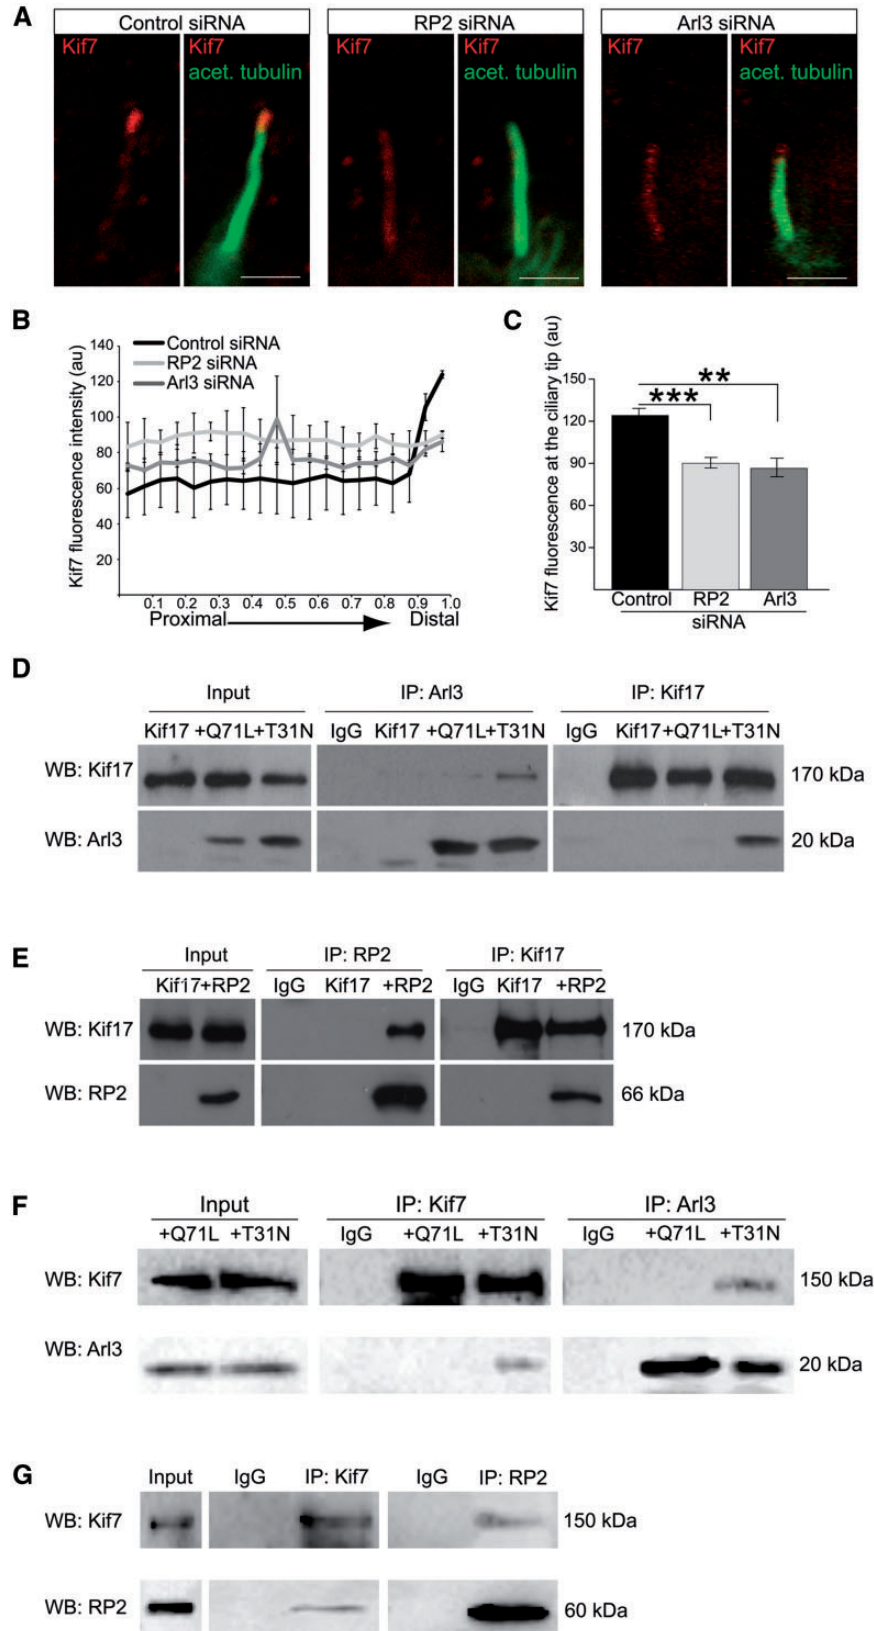 A
Control siRNA
RP2 siRNA
Arl3 siRNA
Kif7
Kif7
acet. tubulin
Kif7
Kif7
acet. tubulin
Kif7
Kif7
acet. tubulin
B
Kif7 fluorescence intensity (au)
140
120
100
80
60
40
20
Control siRNA
RP2 siRNA
Arl3 siRNA
0.1 0.2 0.3 0.4 0.5 0.6 0.7 0.8 0.9 1.0
Proximal Distal
C
Kif7 fluorescence at the ciliary tip (au)
150
120
90
60
30
**
***
Control RP2 Arl3
siRNA
D
Input IP: Arl3 IP: Kif17
Kif17 +Q71L+T31N IgG Kif17 +Q71L+T31N IgG Kif17+Q71L+T31N
WB: Kif17 170 kDa
WB: Arl3 20 kDa
E
Input IP: RP2 IP: Kif17
Kif17+RP2 IgG Kif17 +RP2 IgG Kif17 +RP2
WB: Kif17 170 kDa
WB: RP2 66 kDa
F
Input IP: Kif7 IP: Arl3
+Q71L +T31N IgG +Q71L +T31N IgG +Q71L +T31N
WB: Kif7 150 kDa
WB: Arl3 20 kDa
G
Input IgG IP: Kif7 IgG IP: RP2
WB: Kif7 150 kDa
WB: RP2 60 kDa